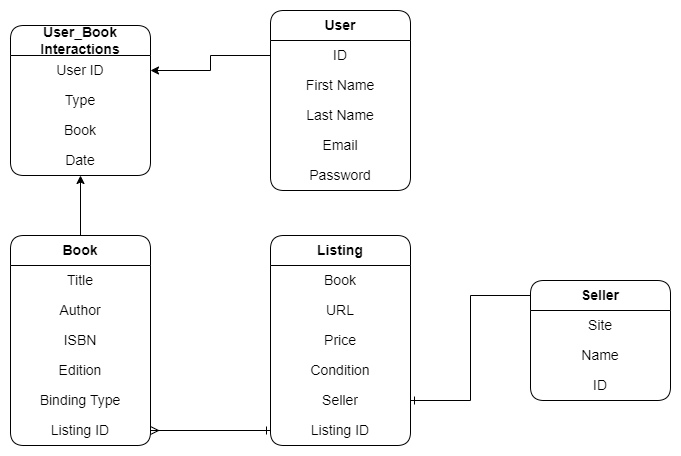 User_Book
Interactions
User ID
Type
Book
Date
User
ID
First Name
Last Name
Email
Password
Book
Title
Author
ISBN
Edition
Binding Type
Listing ID
Listing
Book
URL
Price
Condition
Seller
Listing ID
Seller
Site
Name
ID